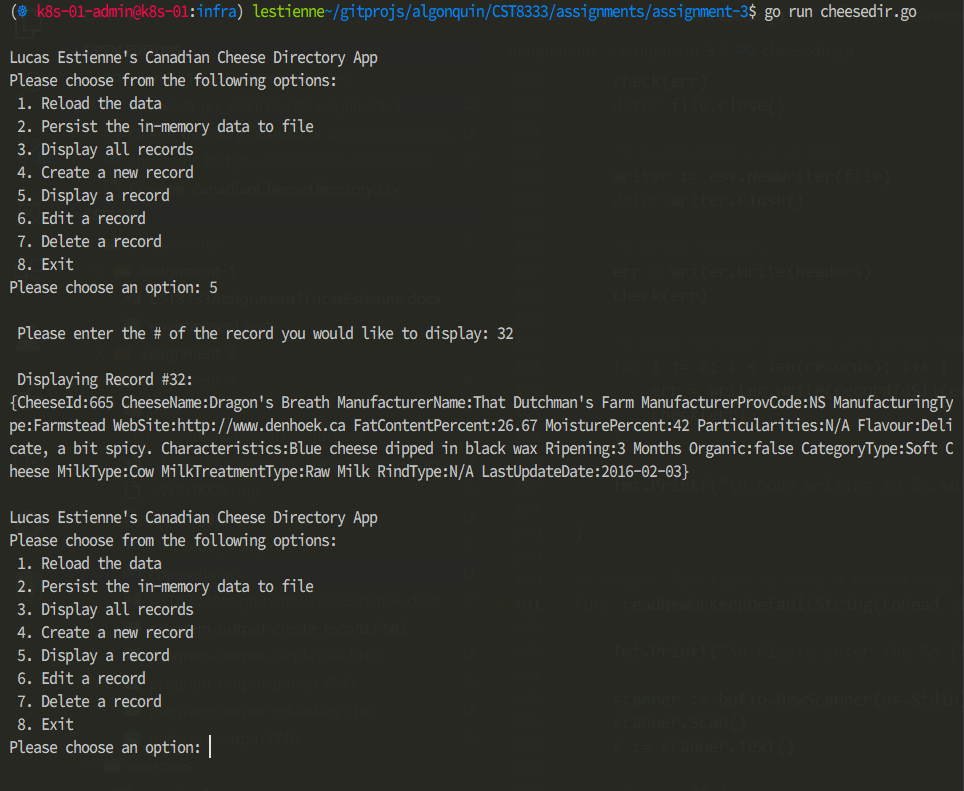 (☸ k8s-01-admin@k8s-01:infra) lestienne~/gitprojs/algonquin/CST8333/assignments/assignment-3$ go run cheesedir.go
Lucas Estienne's Canadian Cheese Directory App
Please choose from the following options:
1. Reload the data
2. Persist the in-memory data to file
3. Display all records
4. Create a new record
5. Display a record
6. Edit a record
7. Delete a record
8. Exit
Please choose an option: 5
Please enter the # of the record you would like to display: 32
Displaying Record #32:
{CheeseId:665 CheeseName:Dragon's Breath ManufacturerName:That Dutchman's Farm ManufacturerProvCode:NS ManufacturingTy
pe:Farmstead WebSite:http://www.denhoek.ca FatContentPercent:26.67 MoisturePercent:42 Particularities:N/A Flavour:Deli
cate, a bit spicy. Characteristics:Blue cheese dipped in black wax Ripening:3 Months Organic:false CategoryType:Soft C
heese MilkType:Cow MilkTreatmentType:Raw Milk RindType:N/A LastUpdateDate:2016-02-03}
Lucas Estienne's Canadian Cheese Directory App
Please choose from the following options:
1. Reload the data
2. Persist the in-memory data to file
3. Display all records
4. Create a new record
5. Display a record
6. Edit a record
7. Delete a record
8. Exit
Please choose an option: